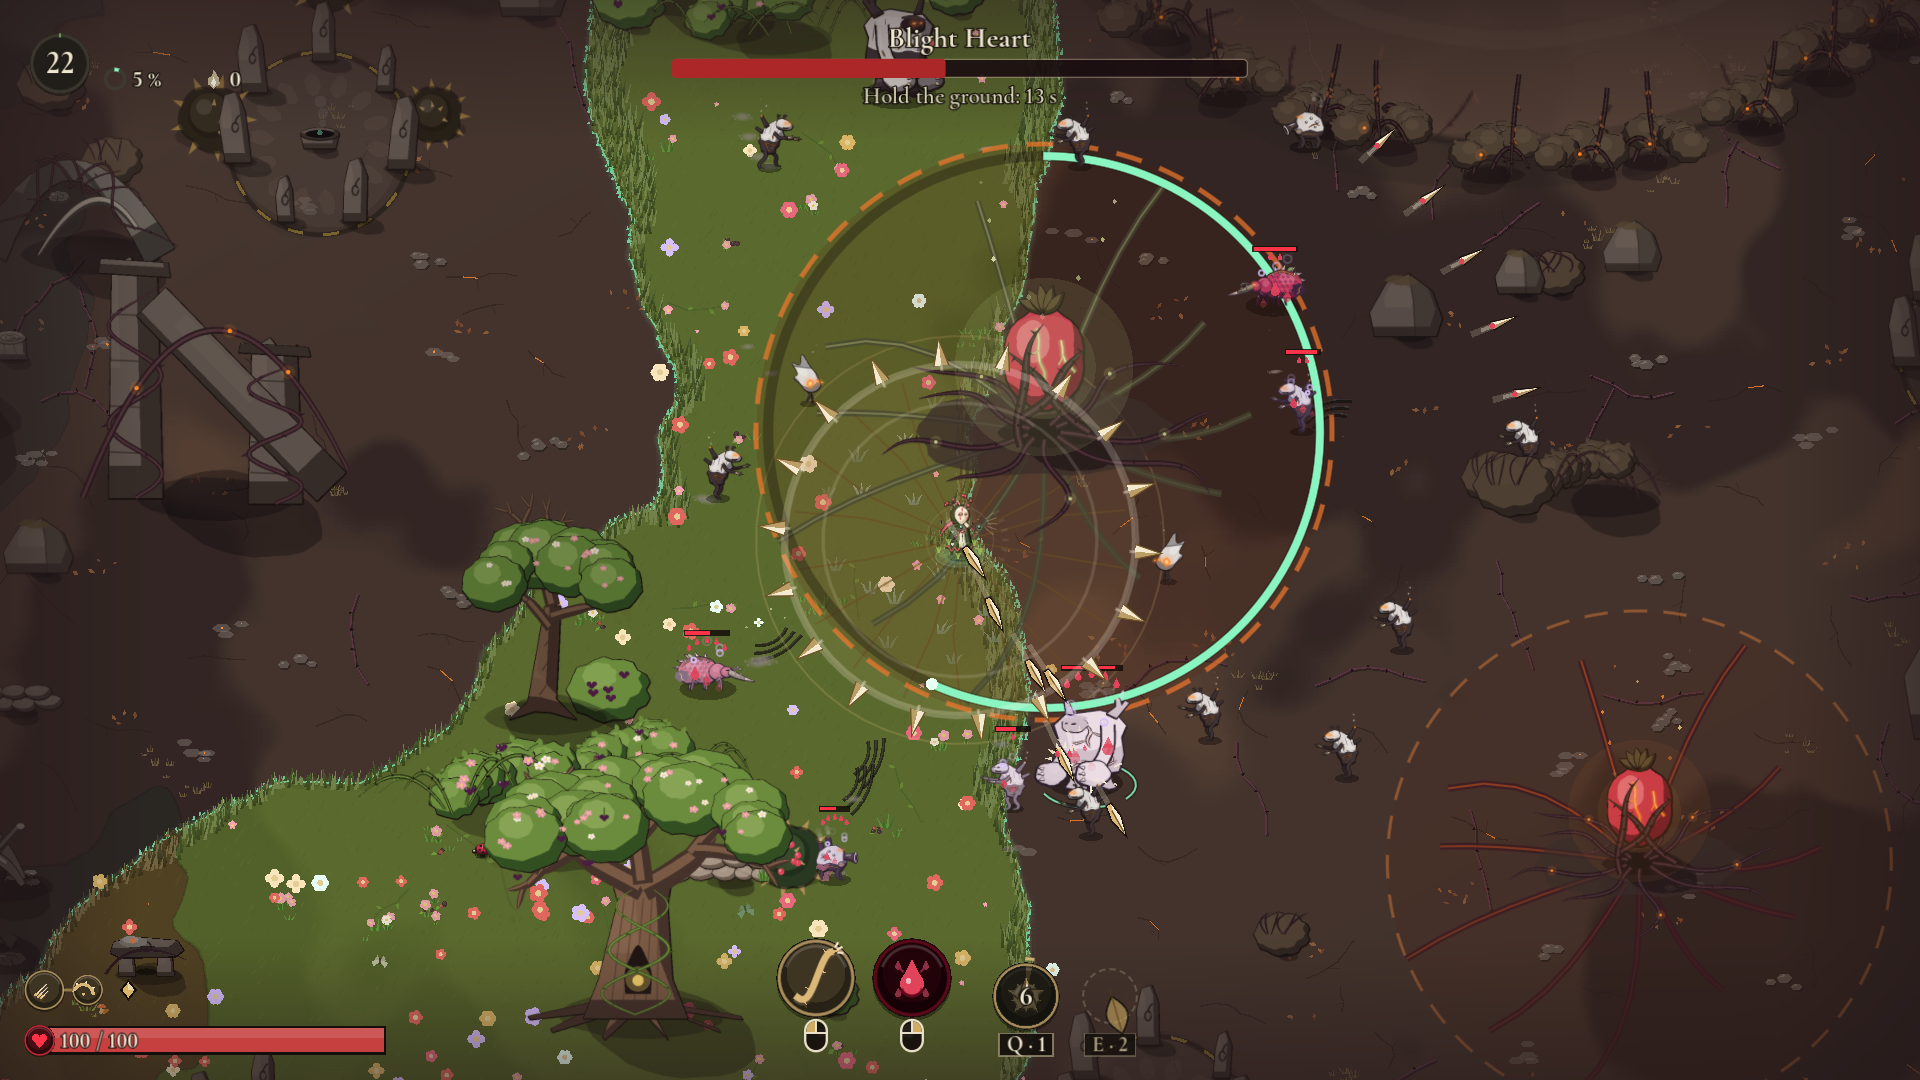 Blight Heart
22
5 %
0
Hold the ground: 13 s
6
Q · 1
E · 2
100 / 100